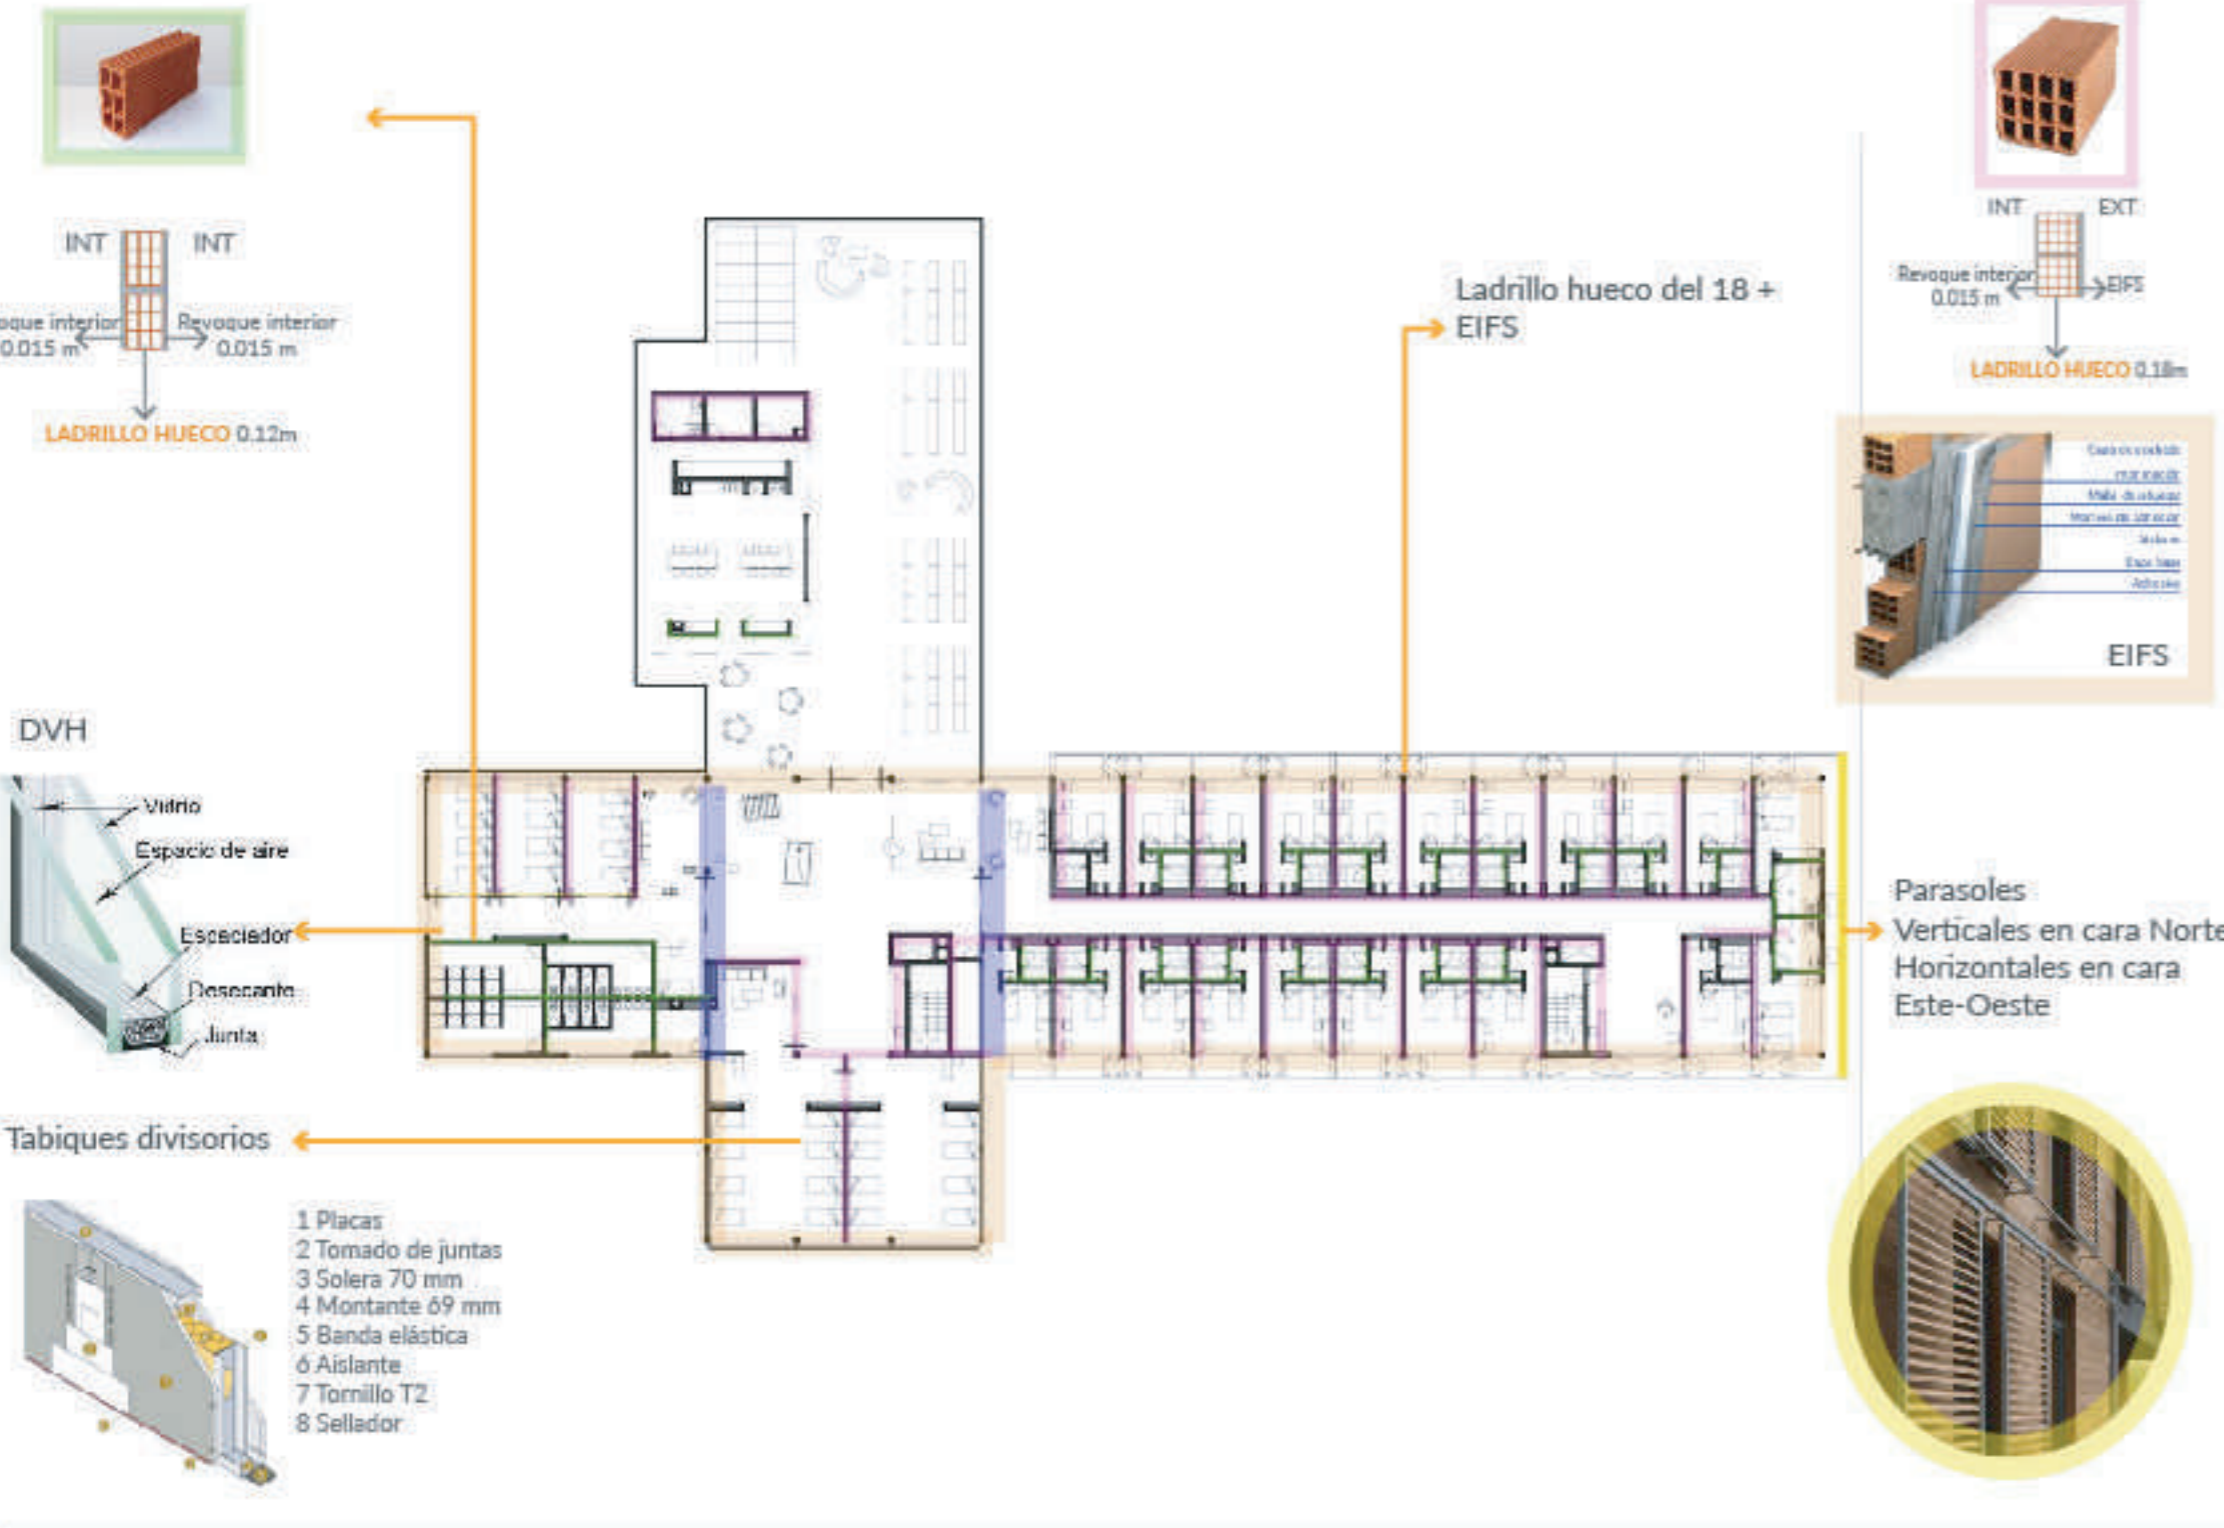 INT INT
interior Revoque interior
0.015 m 0.015 m
LADRILLO HUECO 0.12m
INT EXT
Revoque interior EIFS
0.015 m
LADRILLO HUECO 0.18m
Ladrillo hueco del 18 +
EIFS
EIFS
DVH
Vidrio
Espacio de aire
Espaciador
Desecante
Junta
Parasoles
Verticales en cara Norte
Horizontales en cara
Este-Oeste
Tabiques divisorios
1 Placas
2 Tomado de juntas
3 Solera 70 mm
4 Montante 69 mm
5 Banda elástica
6 Aislante
7 Tornillo T2
8 Sellador